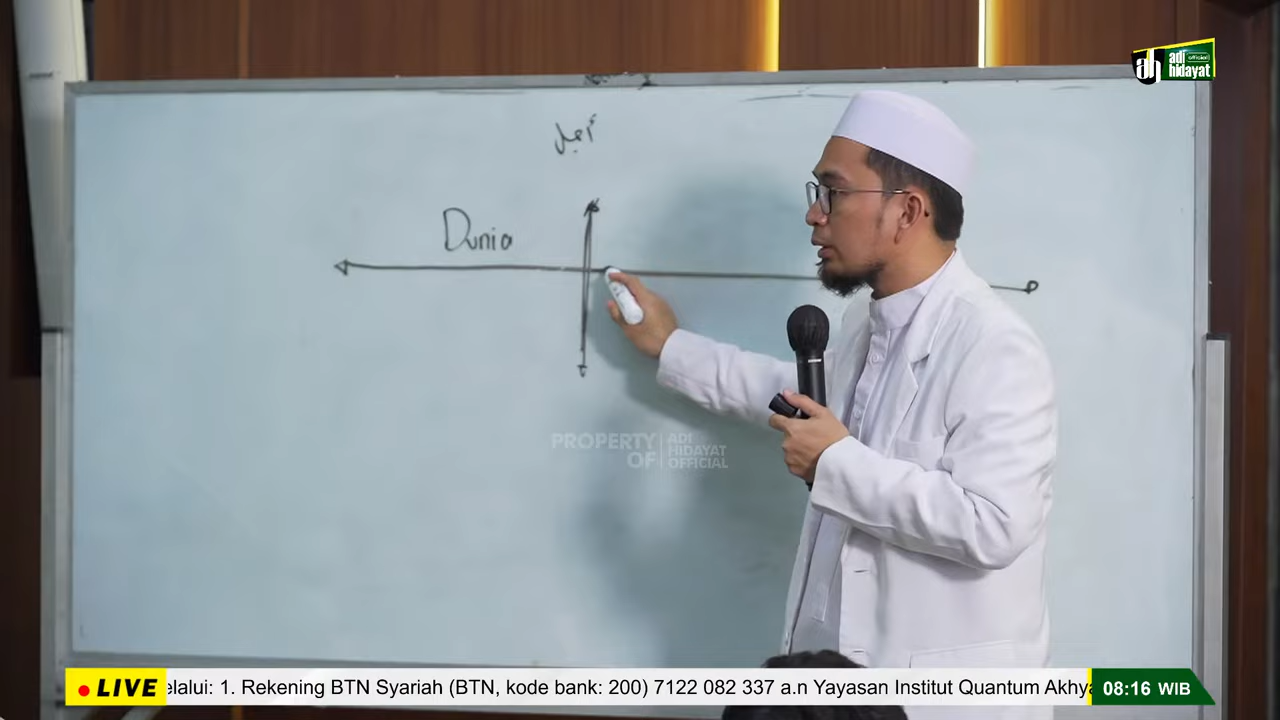 adi
official
hidayat
أجل
Dunia
PROPERTY OF
ADI HIDAYAT OFFICIAL
LIVE
elalui: 1. Rekening BTN Syariah (BTN, kode bank: 200) 7122 082 337 a.n Yayasan Institut Quantum Akhy
08:16 WIB